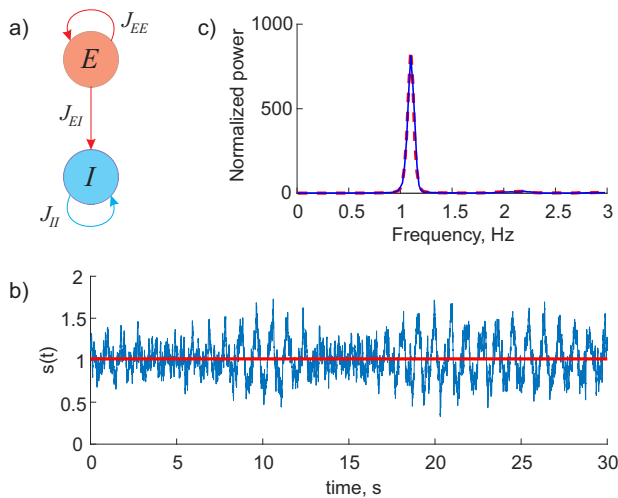 a)
J_EE
E
J_EI
I
J_II
c)
Normalized power
1000
500
0
0 0.5 1 1.5 2 2.5 3
Frequency, Hz
b)
s(t)
2
1.5
1
0.5
0
0 5 10 15 20 25 30
time, s